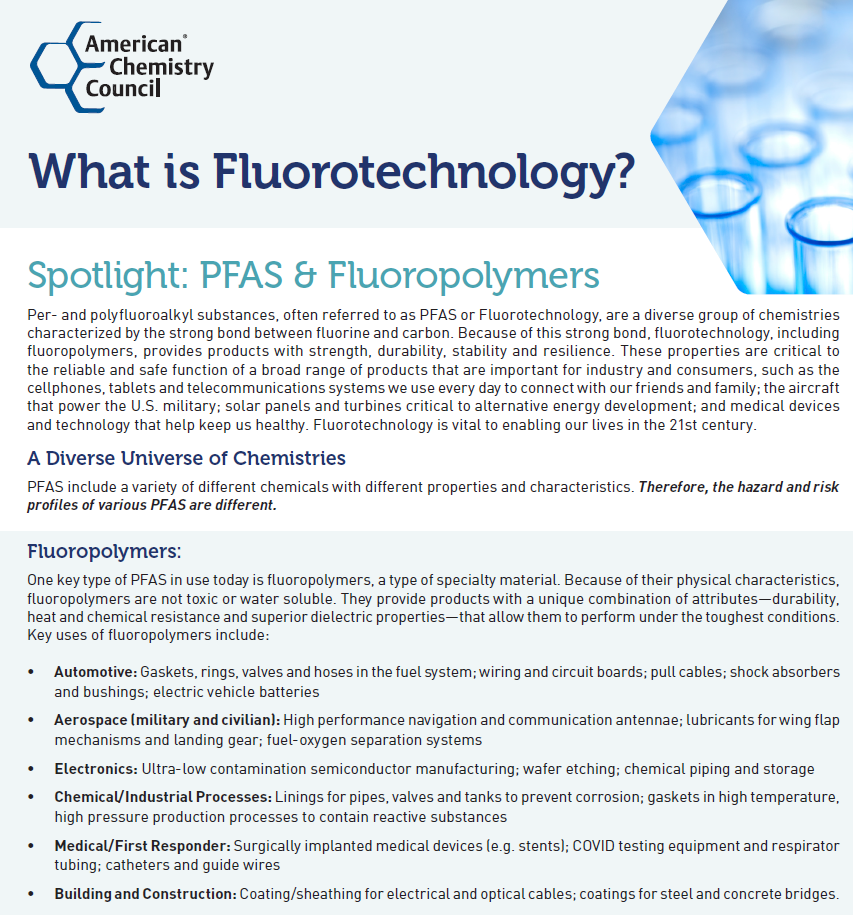 American®
Chemistry
Council
What is Fluorotechnology?
Spotlight: PFAS & Fluoropolymers
Per- and polyfluoroalkyl substances, often referred to as PFAS or Fluorotechnology, are a diverse group of chemistries
characterized by the strong bond between fluorine and carbon. Because of this strong bond, fluorotechnology, including
fluoropolymers, provides products with strength, durability, stability and resilience. These properties are critical to
the reliable and safe function of a broad range of products that are important for industry and consumers, such as the
cellphones, tablets and telecommunications systems we use every day to connect with our friends and family; the aircraft
that power the U.S. military; solar panels and turbines critical to alternative energy development; and medical devices
and technology that help keep us healthy. Fluorotechnology is vital to enabling our lives in the 21st century.
A Diverse Universe of Chemistries
PFAS include a variety of different chemicals with different properties and characteristics. Therefore, the hazard and risk
profiles of various PFAS are different.
Fluoropolymers:
One key type of PFAS in use today is fluoropolymers, a type of specialty material. Because of their physical characteristics,
fluoropolymers are not toxic or water soluble. They provide products with a unique combination of attributes—durability,
heat and chemical resistance and superior dielectric properties—that allow them to perform under the toughest conditions.
Key uses of fluoropolymers include:
• Automotive: Gaskets, rings, valves and hoses in the fuel system; wiring and circuit boards; pull cables; shock absorbers
and bushings; electric vehicle batteries
• Aerospace (military and civilian): High performance navigation and communication antennae; lubricants for wing flap
mechanisms and landing gear; fuel-oxygen separation systems
• Electronics: Ultra-low contamination semiconductor manufacturing; wafer etching; chemical piping and storage
• Chemical/Industrial Processes: Linings for pipes, valves and tanks to prevent corrosion; gaskets in high temperature,
high pressure production processes to contain reactive substances
• Medical/First Responder: Surgically implanted medical devices (e.g. stents); COVID testing equipment and respirator
tubing; catheters and guide wires
• Building and Construction: Coating/sheathing for electrical and optical cables; coatings for steel and concrete bridges.